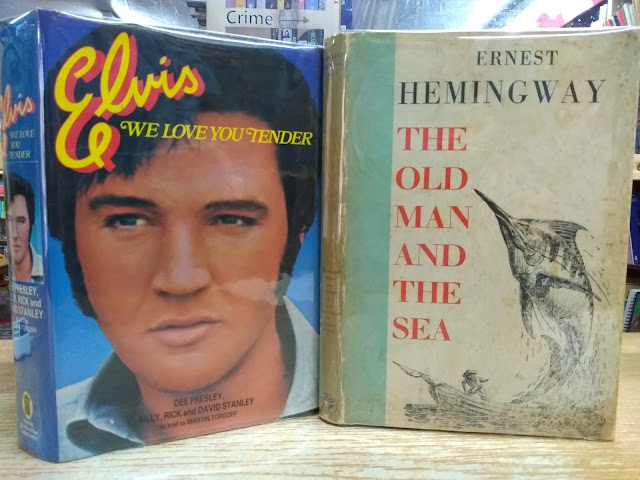 Crime
Elvis
WE LOVE YOU TENDER
DEE PRESLEY,
BILLY, RICK and DAVID STANLEY
as told to MARTIN TORGOFF
Elvis
WE LOVE
YOU
TENDER
PRESLEY,
RICK and
STANLEY
ERNEST
HEMINGWAY
THE
OLD
MAN
AND
THE
SEA